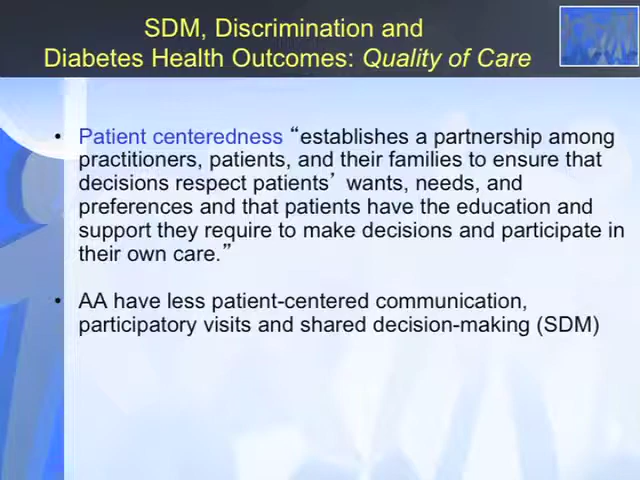 SDM, Discrimination and
Diabetes Health Outcomes: Quality of Care
• Patient centeredness “establishes a partnership among
practitioners, patients, and their families to ensure that
decisions respect patients’ wants, needs, and
preferences and that patients have the education and
support they require to make decisions and participate in
their own care.”
• AA have less patient-centered communication,
participatory visits and shared decision-making (SDM)